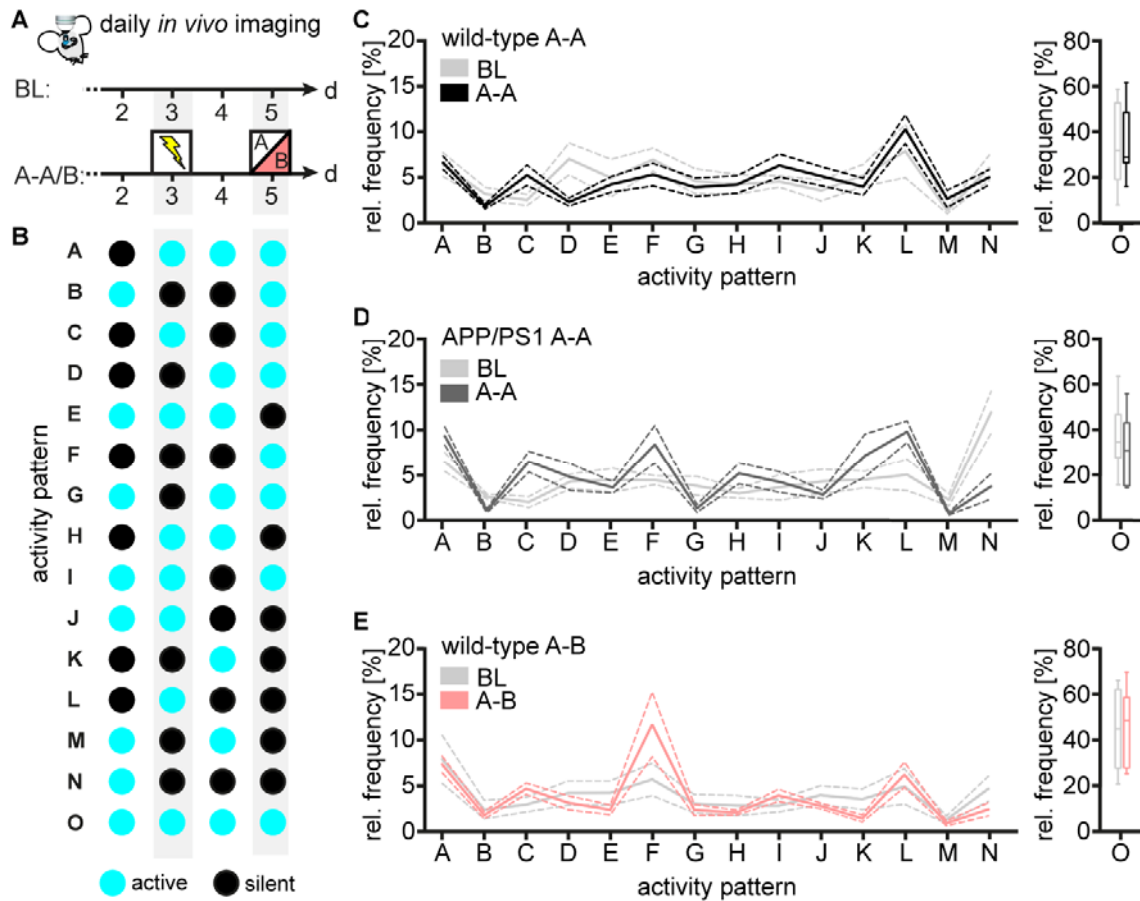 A
daily in vivo imaging
BL:
d
2 3 4 5
A-A/B:
A
B
d
2 3 4 5
B
activity pattern
A
B
C
D
E
F
G
H
I
J
K
L
M
N
O
active silent
C
wild-type A-A
BL
A-A
rel. frequency [%]
20
15
10
5
0
A B C D E F G H I J K L M N
activity pattern
rel. frequency [%]
80
60
40
20
0
O
D
APP/PS1 A-A
BL
A-A
rel. frequency [%]
20
15
10
5
0
A B C D E F G H I J K L M N
activity pattern
rel. frequency [%]
80
60
40
20
0
O
E
wild-type A-B
BL
A-B
rel. frequency [%]
20
15
10
5
0
A B C D E F G H I J K L M N
activity pattern
rel. frequency [%]
80
60
40
20
0
O